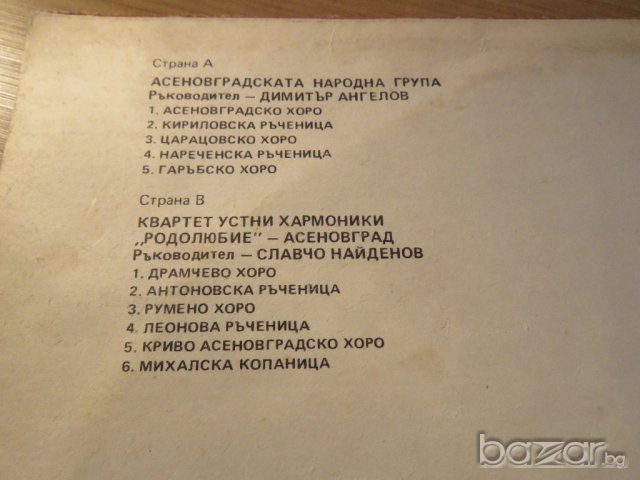 Страна А
АСЕНОВГРАДСКАТА НАРОДНА ГРУПА
Ръководител – ДИМИТЪР АНГЕЛОВ
1. АСЕНОВГРАДСКО ХОРО
2. КИРИЛОВСКА РЪЧЕНИЦА
3. ЦАРАЦОВСКО ХОРО
4. НАРЕЧЕНСКА РЪЧЕНИЦА
5. ГАРЪБСКО ХОРО
Страна В
КВАРТЕТ УСТНИ ХАРМОНИКИ
„РОДОЛЮБИЕ" – АСЕНОВГРАД
Ръководител – СЛАВЧО НАЙДЕНОВ
1. ДРАМЧЕВО ХОРО
2. АНТОНОВСКА РЪЧЕНИЦА
3. РУМЕНО ХОРО
4. ЛЕОНОВА РЪЧЕНИЦА
5. КРИВО АСЕНОВГРАДСКО ХОРО
6. МИХАЛСКА КОПАНИЦА
bazar.bg